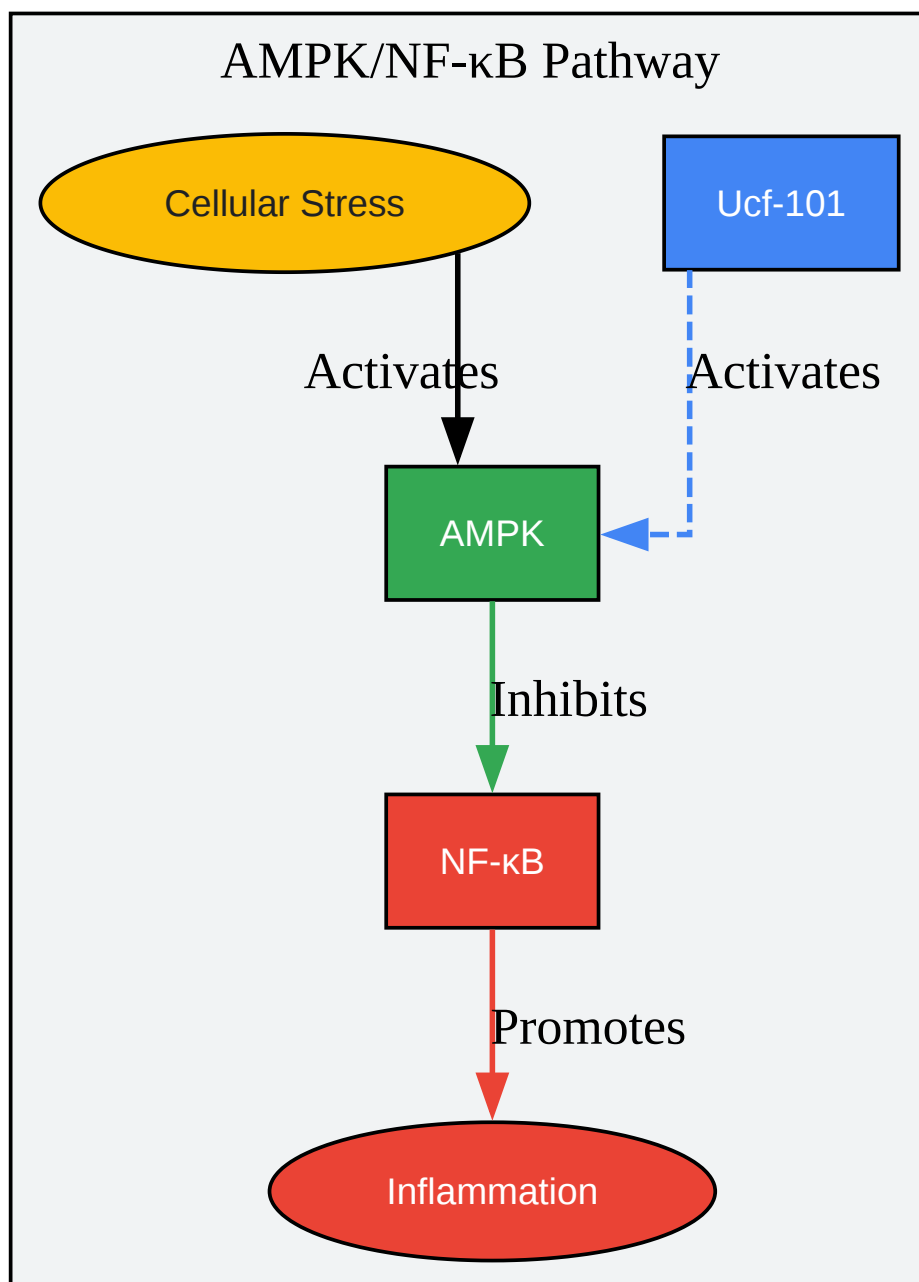 AMPK/NF-κB Pathway
Cellular Stress
Ucf-101
Activates
Activates
AMPK
Inhibits
NF-κB
Promotes
Inflammation